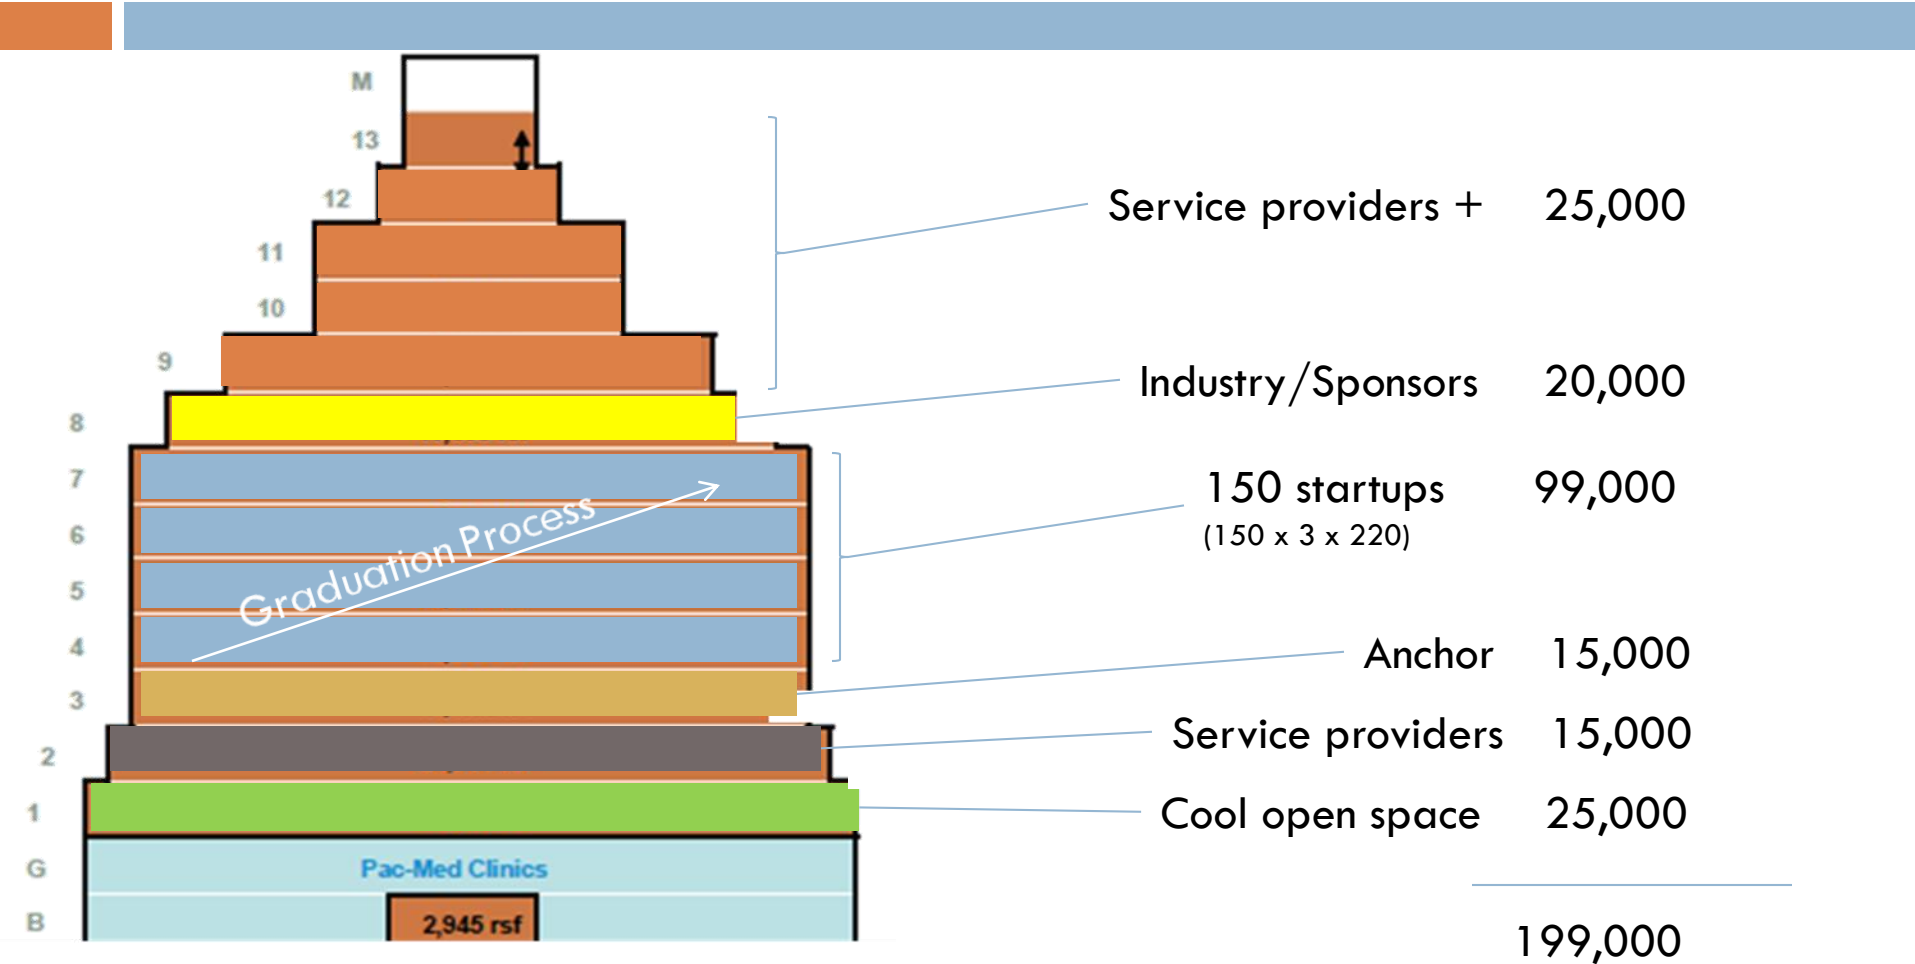 M
13
12
Service providers + 25,000
11
10
9
Industry/Sponsors 20,000
8
7
150 startups 99,000
(150 x 3 x 220)
6
Graduation Process
5
4
Anchor 15,000
3
Service providers 15,000
2
1
Cool open space 25,000
G
Pac-Med Clinics
B
2,945 rsf
199,000